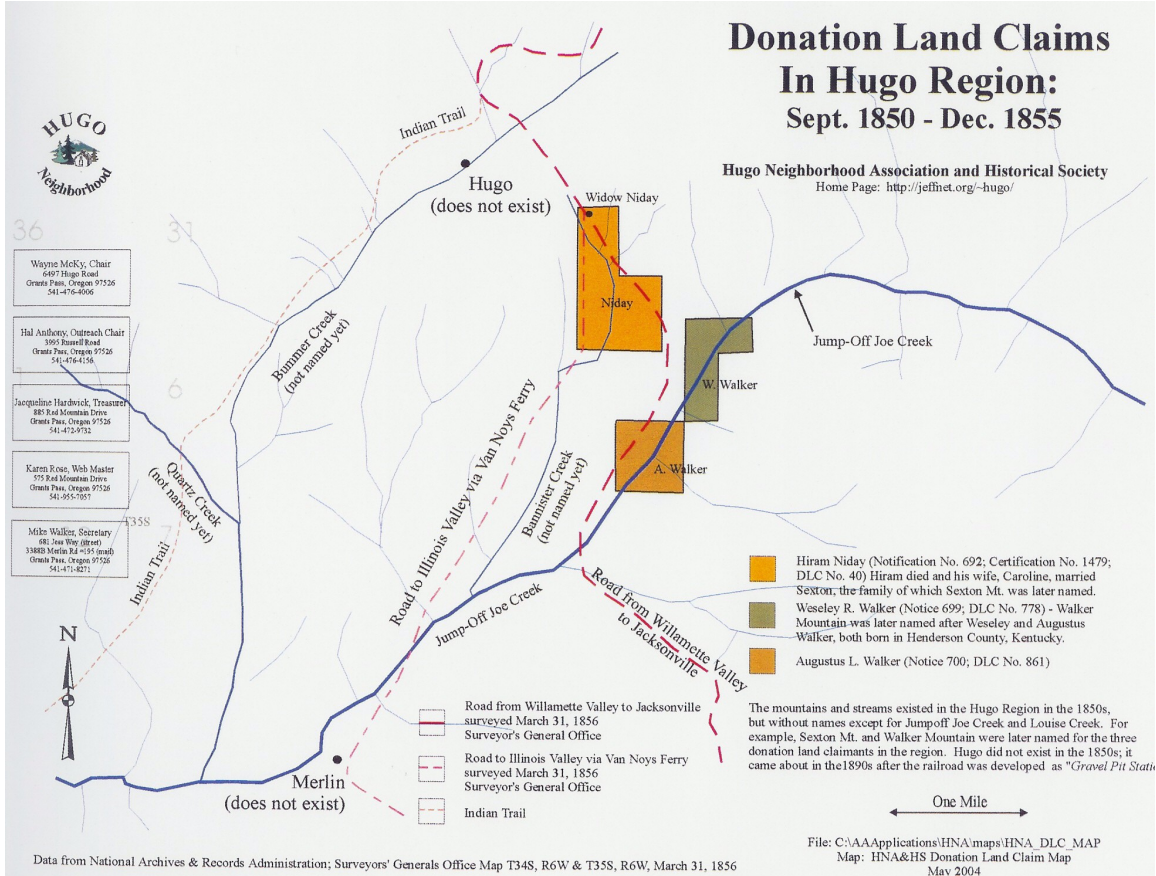 Donation Land Claims
In Hugo Region:
Sept. 1850 - Dec. 1855
Hugo Neighborhood Association and Historical Society
Home Page: http://jeffnet.org/~hugo/
HUGO
Neighborhood
Indian Trail
Hugo
(does not exist)
Widow Niday
Niday
36
31
Wayne McKy, Chair
6497 Hugo Road
Grants Pass, Oregon 97526
541-476-4006
Hal Anthony, Outreach Chair
3995 Russell Road
Grants Pass, Oregon 97526
541-476-4156
Jacqueline Hardwick, Treasurer
885 Red Mountain Drive
Grants Pass, Oregon 97526
541-472-9732
Karen Rose, Web Master
575 Red Mountain Drive
Grants Pass, Oregon 97526
541-955-7057
Mike Walker, Secretary
681 Jess Way (street)
3388B Merlin Rd #195 (mail)
Grants Pass, Oregon 97526
541-471-8271
6
T35S
Bummer Creek
(not named yet)
Quartz Creek
(not named yet)
Indian Trail
Jump-Off Joe Creek
W. Walker
A. Walker
Road to Illinois Valley via Van Noys Ferry
Bannister Creek
(not named yet)
Jump-Off Joe Creek
Road from Willamette Valley
to Jacksonville
N
Merlin
(does not exist)
Hiram Niday (Notification No. 692; Certification No. 1479;
DLC No. 40) Hiram died and his wife, Caroline, married
Sexton, the family of which Sexton Mt. was later named.
Weseley R. Walker (Notice 699; DLC No. 778) - Walker
Mountain was later named after Weseley and Augustus
Walker, both born in Henderson County, Kentucky.
Augustus L. Walker (Notice 700; DLC No. 861)
Road from Willamette Valley to Jacksonville
surveyed March 31, 1856
Surveyor's General Office
Road to Illinois Valley via Van Noys Ferry
surveyed March 31, 1856
Surveyor's General Office
Indian Trail
The mountains and streams existed in the Hugo Region in the 1850s,
but without names except for Jumpoff Joe Creek and Louise Creek. For
example, Sexton Mt. and Walker Mountain were later named for the three
donation land claimants in the region. Hugo did not exist in the 1850s; it
came about in the1890s after the railroad was developed as "Gravel Pit
One Mile
File: C:\AAApplications\HNA\maps\HNA_DLC_MAP
Map: HNA&HS Donation Land Claim Map
May 2004
Data from National Archives & Records Administration; Surveyors' Generals Office Map T34S, R6W & T35S, R6W, March 31, 1856